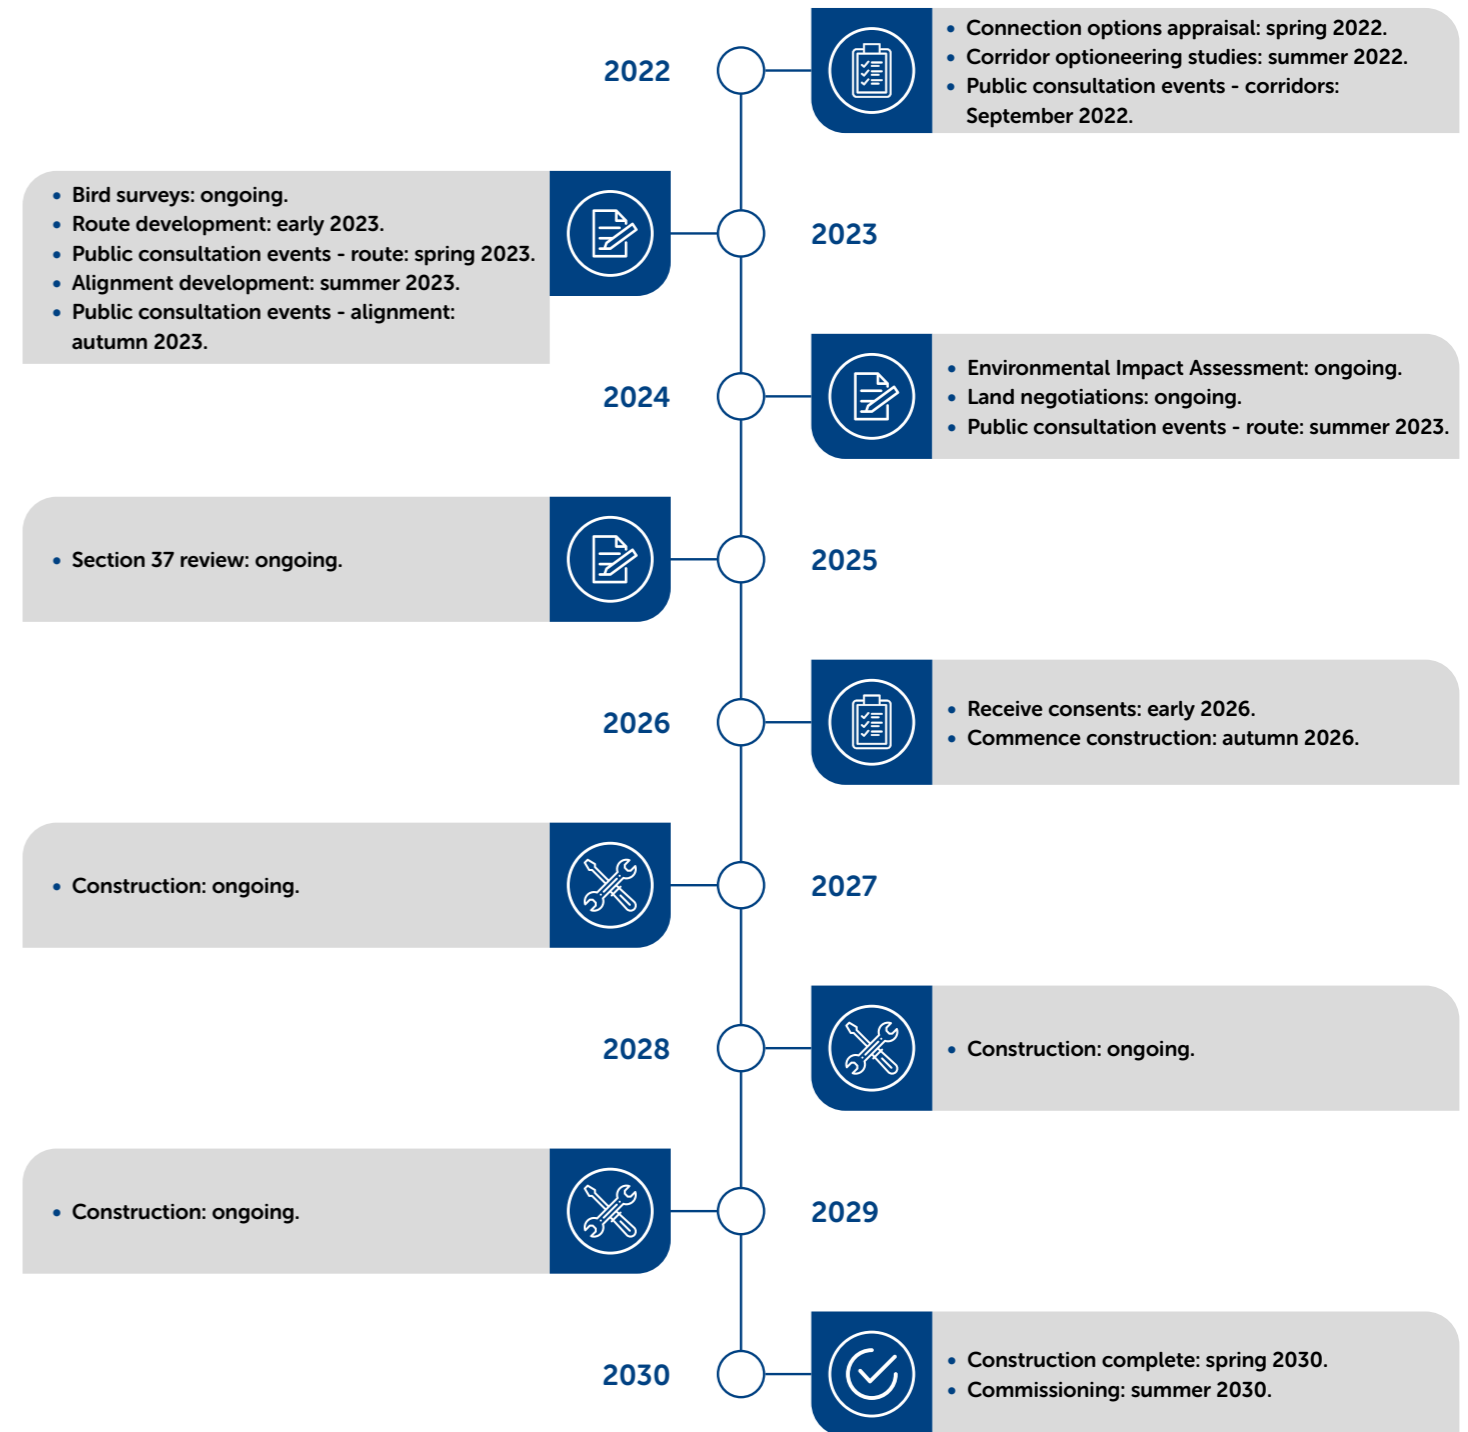 2022
• Connection options appraisal: spring 2022.
• Corridor optioneering studies: summer 2022.
• Public consultation events - corridors:
September 2022.
• Bird surveys: ongoing.
• Route development: early 2023.
• Public consultation events - route: spring 2023.
• Alignment development: summer 2023.
• Public consultation events - alignment:
autumn 2023.
2023
2024
• Environmental Impact Assessment: ongoing.
• Land negotiations: ongoing.
• Public consultation events - route: summer 2023.
• Section 37 review: ongoing.
2025
2026
• Receive consents: early 2026.
• Commence construction: autumn 2026.
• Construction: ongoing.
2027
2028
• Construction: ongoing.
• Construction: ongoing.
2029
2030
• Construction complete: spring 2030.
• Commissioning: summer 2030.